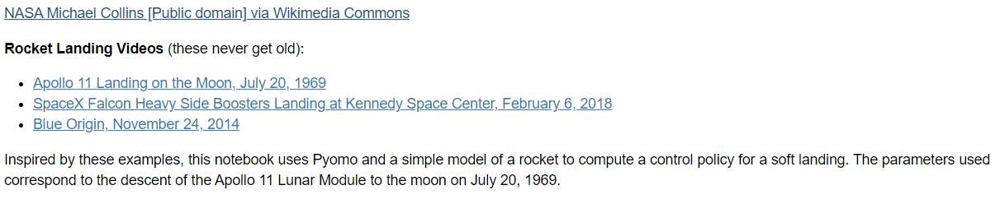 NASA Michael Collins [Public domain] via Wikimedia Commons
Rocket Landing Videos (these never get old):
• Apollo 11 Landing on the Moon, July 20, 1969
• SpaceX Falcon Heavy Side Boosters Landing at Kennedy Space Center, February 6, 2018
• Blue Origin, November 24, 2014
Inspired by these examples, this notebook uses Pyomo and a simple model of a rocket to compute a control policy for a soft landing. The parameters used
correspond to the descent of the Apollo 11 Lunar Module to the moon on July 20, 1969.